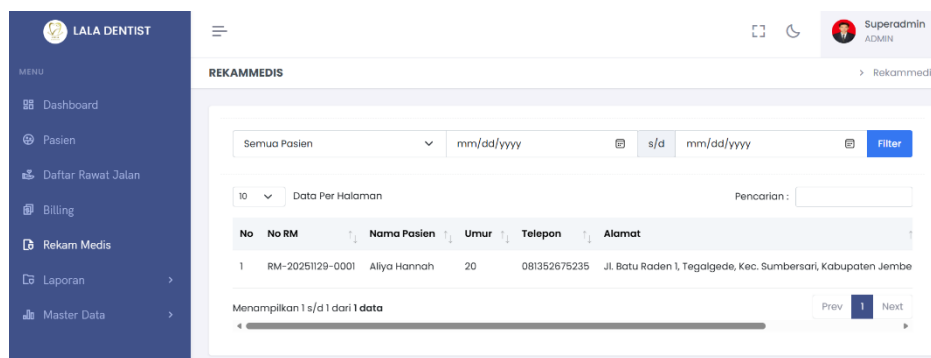 LALA DENTIST
Superadmin
ADMIN
MENU
REKAMMEDIS
> Rekammedi
Dashboard
Pasien
Daftar Rawat Jalan
Billing
Rekam Medis
Laporan
Master Data
Semua Pasien mm/dd/yyyy s/d mm/dd/yyyy Filter
10 Data Per Halaman Pencarian :
No No RM Nama Pasien Umur Telepon Alamat
1 RM-20251129-0001 Aliya Hannah 20 081352675235 Jl. Batu Raden 1, Tegalgede, Kec. Sumbersari, Kabupaten Jembe
Menampilkan 1 s/d 1 dari 1 data Prev 1 Next